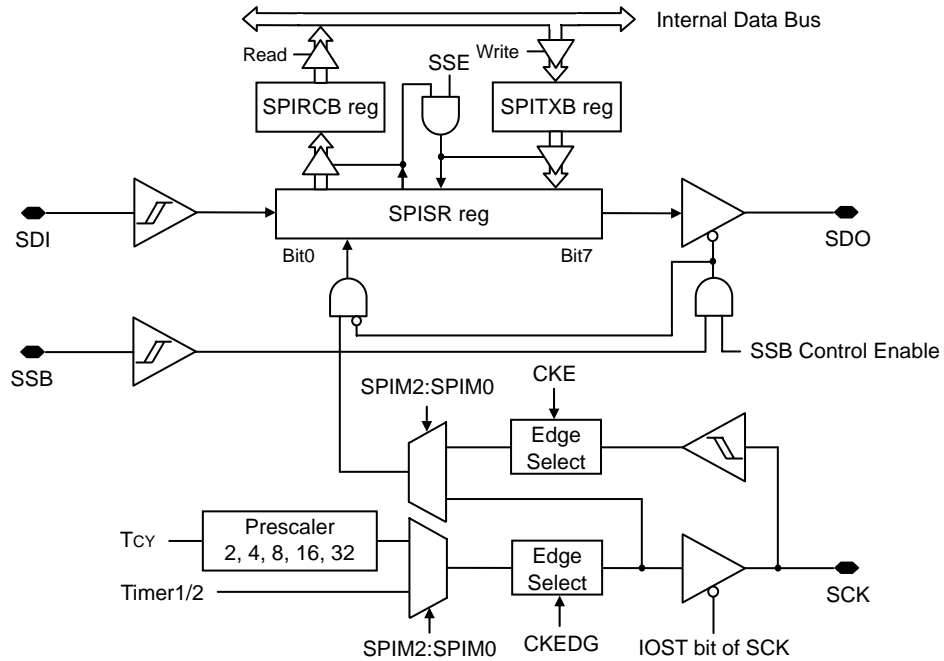 Internal Data Bus
Read
Write
SSE
SPIRCB reg
SPITXB reg
SPISR reg
SDI
SDO
Bit0
Bit7
SSB
SSB Control Enable
SPIM2:SPIM0
CKE
Edge
Select
TCY
Prescaler
2, 4, 8, 16, 32
Edge
Select
Timer1/2
SCK
SPIM2:SPIM0
CKEDG
IOST bit of SCK